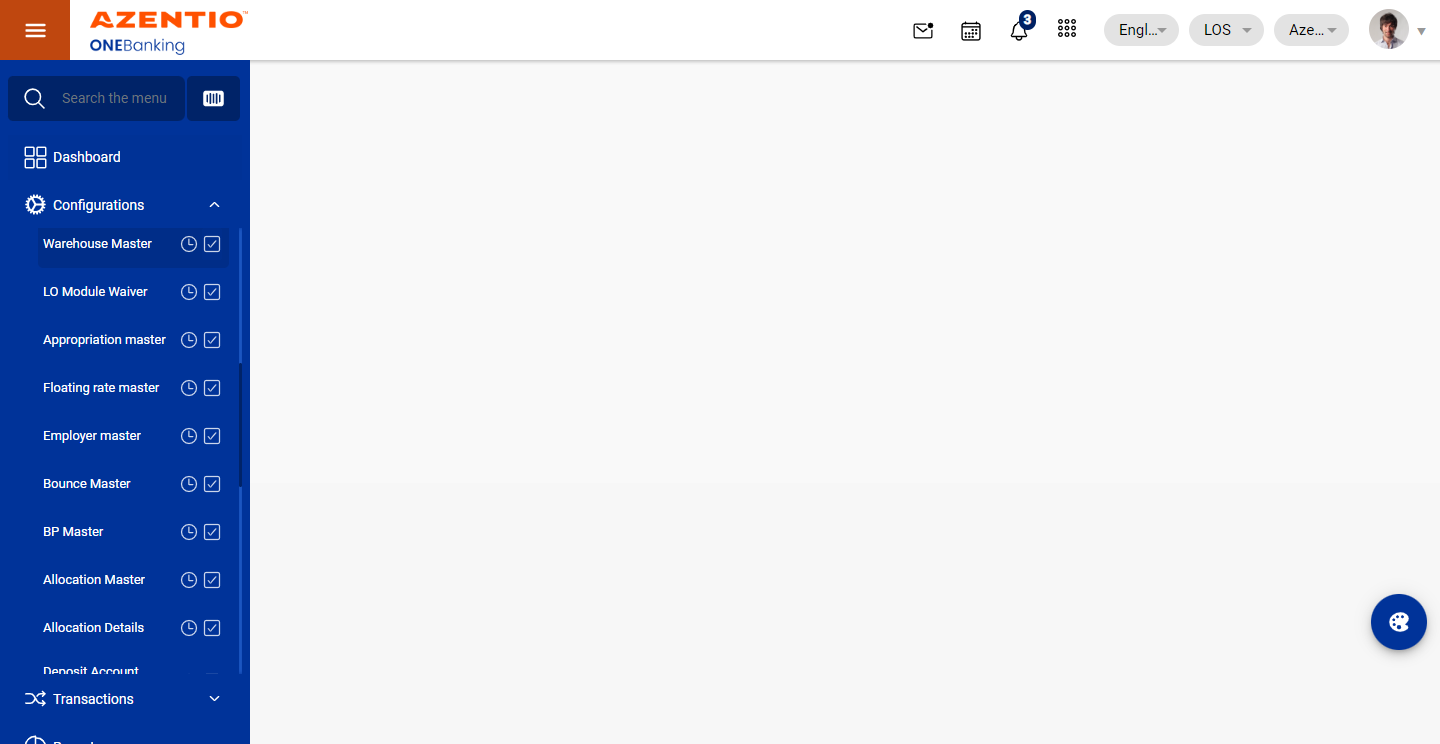 AZENTIO™
ONEBanking
3
Engl...
LOS
Aze...
Search the menu
Dashboard
Configurations
Warehouse Master
LO Module Waiver
Appropriation master
Floating rate master
Employer master
Bounce Master
BP Master
Allocation Master
Allocation Details
Deposit Account
Transactions